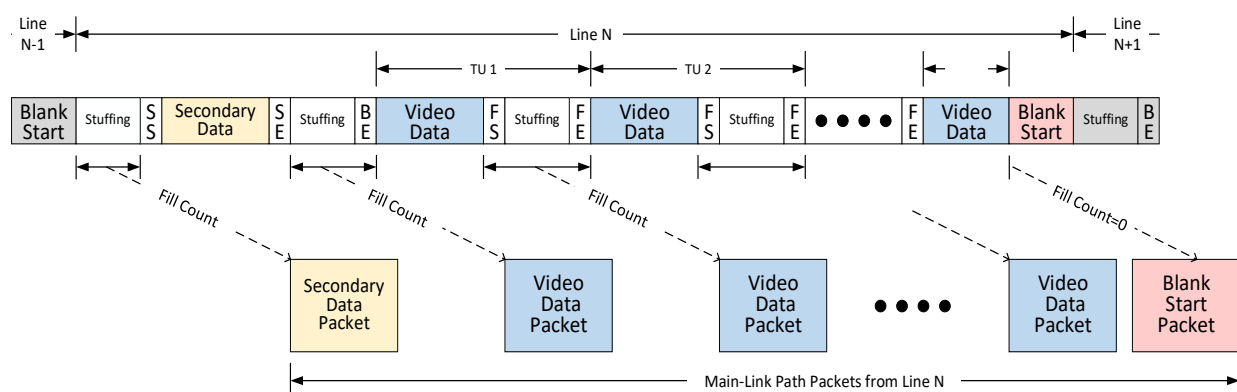 Line
N-1
Line N
Line
N+1
TU 1
TU 2
Blank
Start
Stuffing
S
S
Secondary
Data
S
E
Stuffing
B
E
Video
Data
F
S
Stuffing
F
E
Video
Data
F
S
Stuffing
F
E
F
E
Video
Data
Blank
Start
Stuffing
B
E
Fill Count
Fill Count
Fill Count
Fill Count=0
Secondary
Data
Packet
Video
Data
Packet
Video
Data
Packet
Video
Data
Packet
Blank
Start
Packet
Main-Link Path Packets from Line N